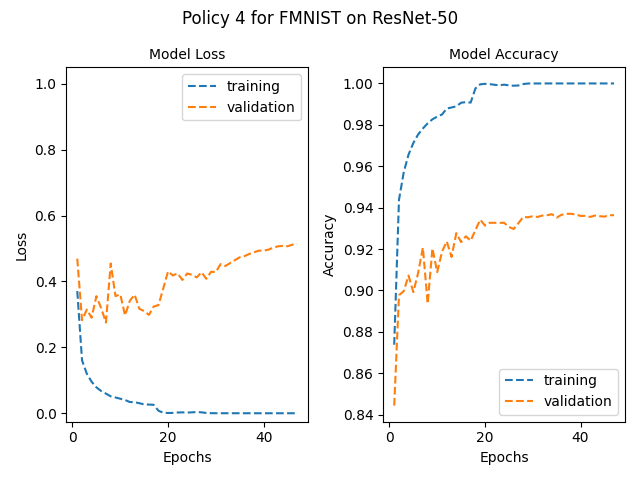 Policy 4 for FMNIST on ResNet-50
Model Loss
1.0
0.8
0.6
0.4
0.2
0.0
Loss
0
20
40
Epochs
training
validation
Model Accuracy
1.00
0.98
0.96
0.94
0.92
0.90
0.88
0.86
0.84
Accuracy
0
20
40
Epochs
training
validation